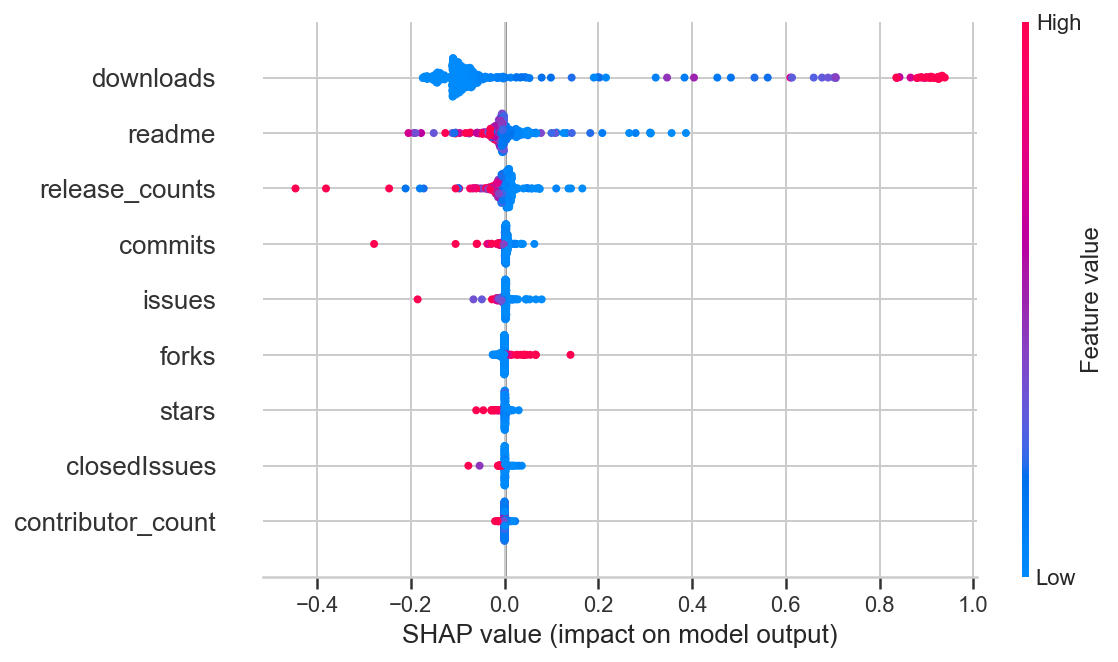 High
downloads
readme
release_counts
commits
issues
forks
stars
closedIssues
contributor_count
Feature value
Low
−0.4 −0.2 0.0 0.2 0.4 0.6 0.8 1.0
SHAP value (impact on model output)